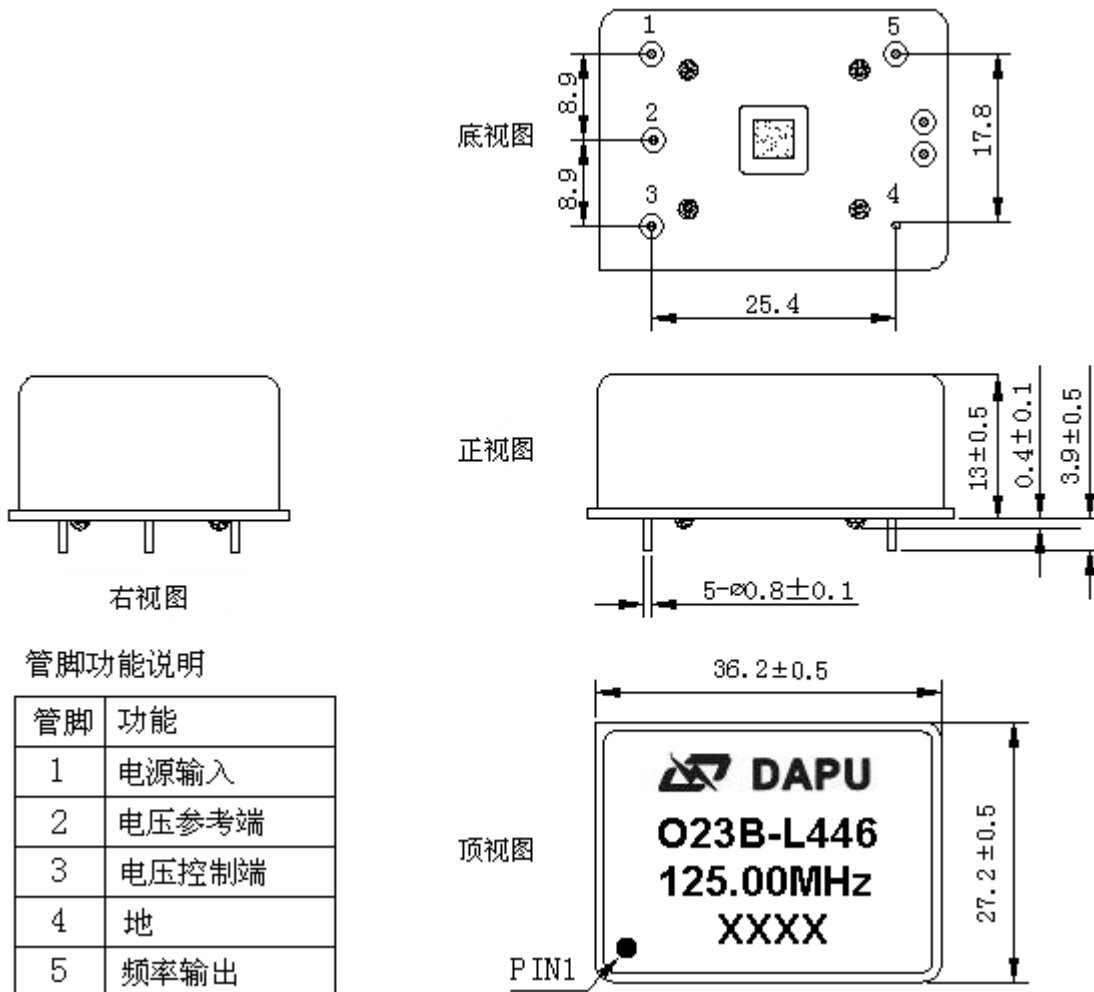 1
5
8.9
2
底视图
17.8
8.9
3
4
25.4
正视图
13±0.5
0.4±0.1
3.9±0.5
右视图
5-⌀0.8±0.1
管脚功能说明
管脚 功能
1 电源输入
2 电压参考端
3 电压控制端
4 地
5 频率输出
36.2±0.5
顶视图
DAPU
O23B-L446
125.00MHz
XXXX
27.2±0.5
PIN1